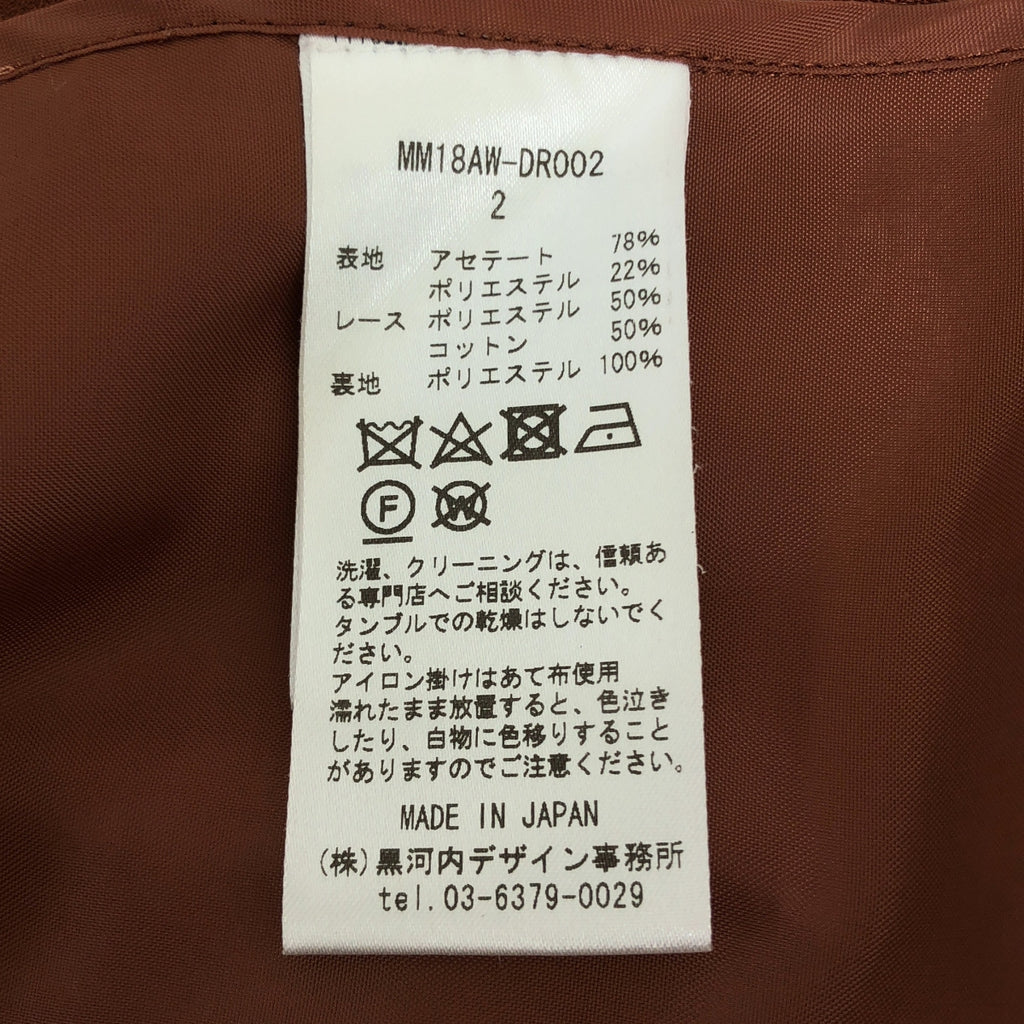 MM18AW-DR002
2
表地 アセテート 78%
ポリエステル 22%
レース ポリエステル 50%
コットン 50%
裏地 ポリエステル 100%
F W
洗濯、クリーニングは、信頼あ
る専門店へご相談ください。
タンブルでの乾燥はしないでく
ださい。
アイロン掛けはあて布使用
濡れたまま放置すると、色泣き
したり、白物に色移りすること
がありますのでご注意ください。
MADE IN JAPAN
(株)黒河内デザイン事務所
tel.03-6379-0029